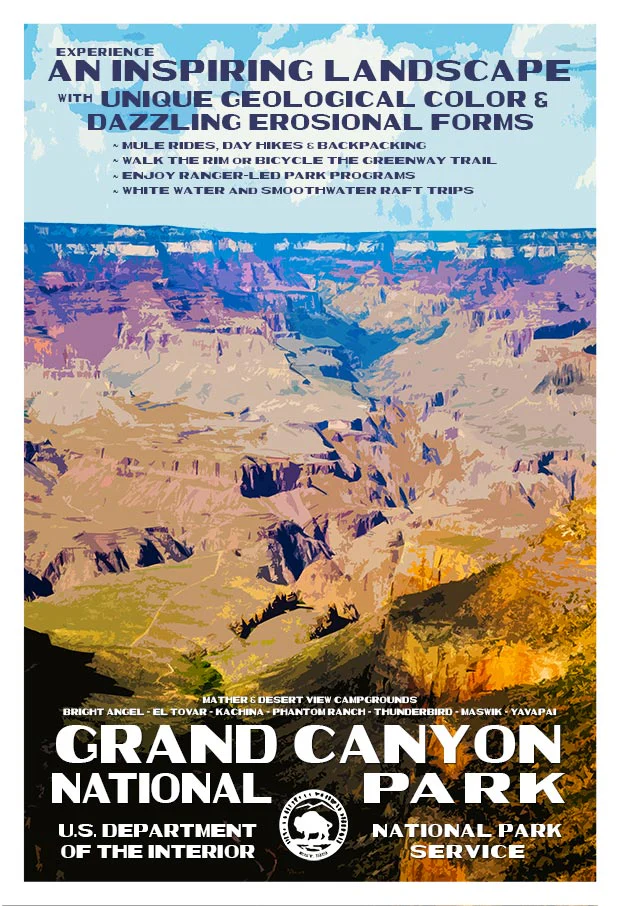 EXPERIENCE
AN INSPIRING LANDSCAPE
WITH UNIQUE GEOLOGICAL COLOR &
DAZZLING EROSIONAL FORMS
~ MULE RIDES, DAY HIKES & BACKPACKING
~ WALK THE RIM OR BICYCLE THE GREENWAY TRAIL
~ ENJOY RANGER-LED PARK PROGRAMS
~ WHITE WATER AND SMOOTHWATER RAFT TRIPS
MATHER & DESERT VIEW CAMPGROUNDS
BRIGHT ANGEL - EL TOVAR - KACHINA - PHANTOM RANCH - THUNDERBIRD - MASWIK - YAVAPAI
GRAND CANYON
NATIONAL PARK
U.S. DEPARTMENT
OF THE INTERIOR
NATIONAL PARK
SERVICE